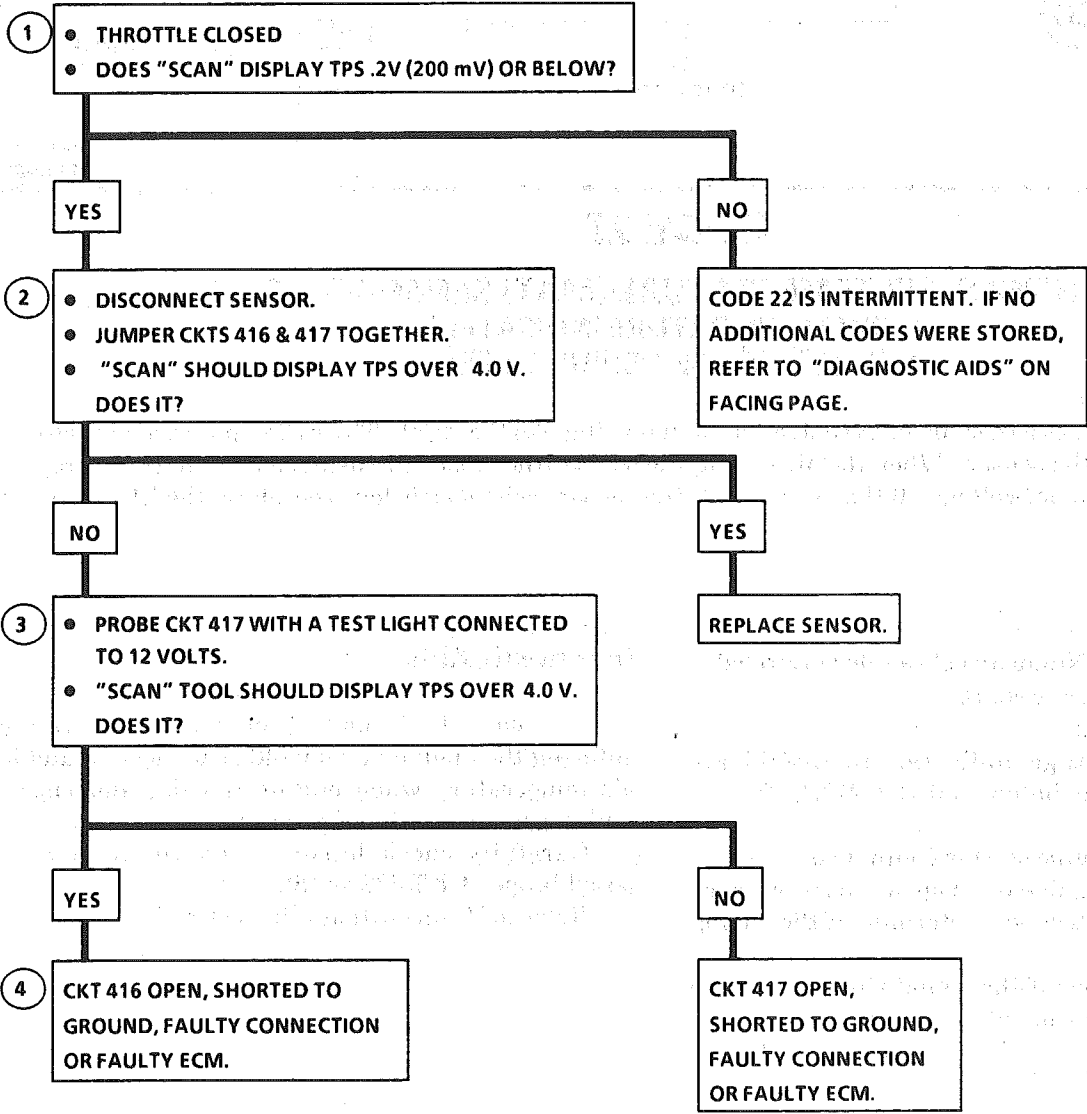 1
• THROTTLE CLOSED
• DOES "SCAN" DISPLAY TPS .2V (200 mV) OR BELOW?
YES
NO
2
• DISCONNECT SENSOR.
• JUMPER CKTS 416 & 417 TOGETHER.
• "SCAN" SHOULD DISPLAY TPS OVER 4.0 V.
DOES IT?
CODE 22 IS INTERMITTENT. IF NO
ADDITIONAL CODES WERE STORED,
REFER TO "DIAGNOSTIC AIDS" ON
FACING PAGE.
NO
YES
3
• PROBE CKT 417 WITH A TEST LIGHT CONNECTED
TO 12 VOLTS.
• "SCAN" TOOL SHOULD DISPLAY TPS OVER 4.0 V.
DOES IT?
REPLACE SENSOR.
YES
NO
4
CKT 416 OPEN, SHORTED TO
GROUND, FAULTY CONNECTION
OR FAULTY ECM.
CKT 417 OPEN,
SHORTED TO GROUND,
FAULTY CONNECTION
OR FAULTY ECM.